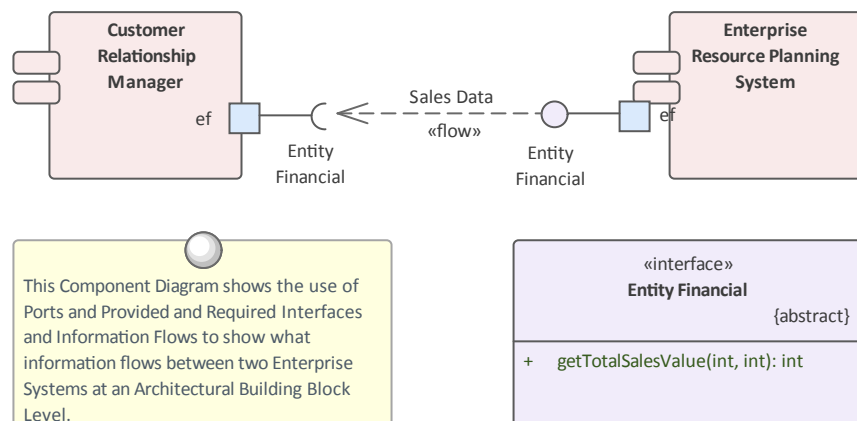 Customer
Relationship
Manager
Enterprise
Resource Planning
System
Sales Data
«flow»
ef
ef
Entity
Financial
Entity
Financial
This Component Diagram shows the use of
Ports and Provided and Required Interfaces
and Information Flows to show what
information flows between two Enterprise
Systems at an Architectural Building Block
Level.
«interface»
Entity Financial
{abstract}
+ getTotalSalesValue(int, int): int